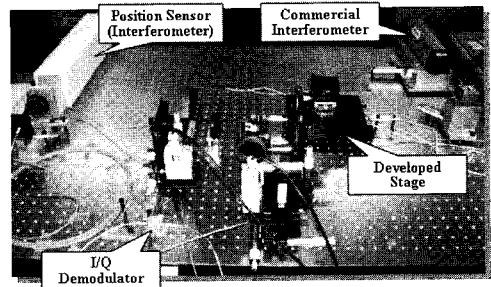 Position Sensor
(Interferometer)
Commercial
Interferometer
Developed
Stage
I/Q
Demodulator